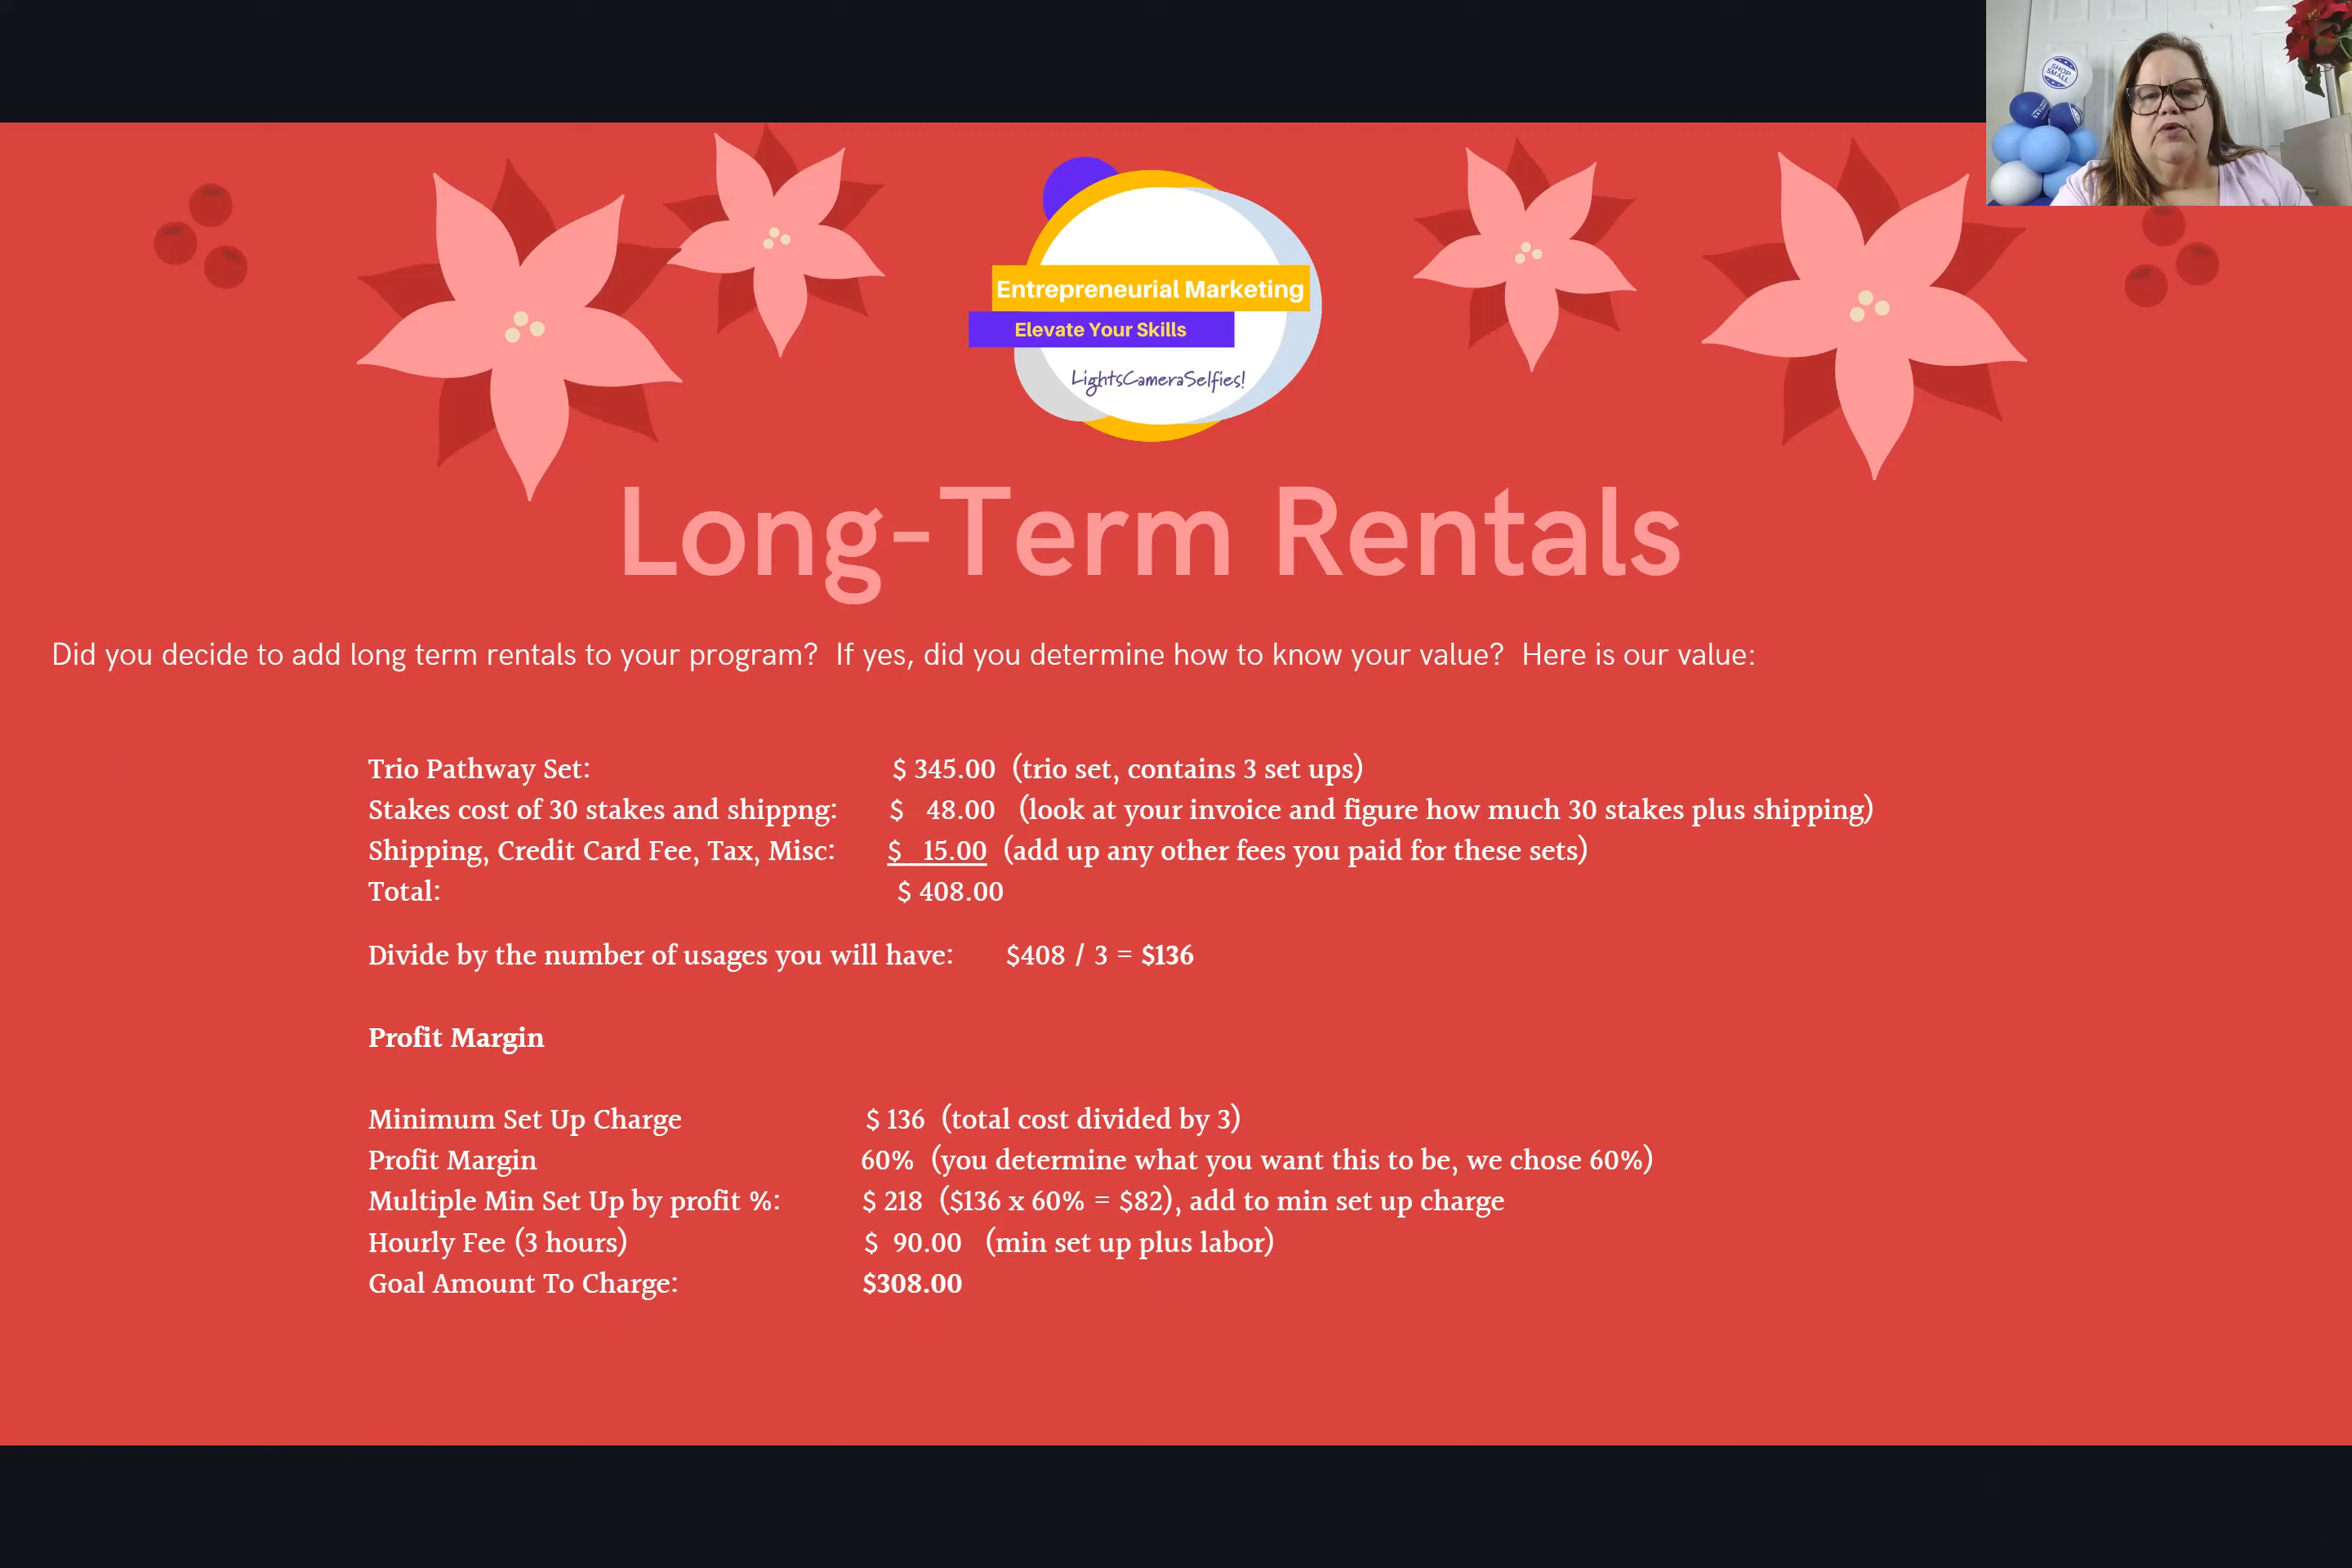 SHOP
SMALL
Entrepreneurial Marketing
Elevate Your Skills
LightsCameraSelfies!
Long-Term Rentals
Did you decide to add long term rentals to your program?  If yes, did you determine how to know your value?  Here is our value:
Trio Pathway Set: $ 345.00 (trio set, contains 3 set ups)
Stakes cost of 30 stakes and shippng: $ 48.00 (look at your invoice and figure how much 30 stakes plus shipping)
Shipping, Credit Card Fee, Tax, Misc: $ 15.00 (add up any other fees you paid for these sets)
Total: $ 408.00
Divide by the number of usages you will have: $408 / 3 = $136
Profit Margin
Minimum Set Up Charge $ 136 (total cost divided by 3)
Profit Margin 60% (you determine what you want this to be, we chose 60%)
Multiple Min Set Up by profit %: $ 218 ($136 x 60% = $82), add to min set up charge
Hourly Fee (3 hours) $ 90.00 (min set up plus labor)
Goal Amount To Charge: $308.00